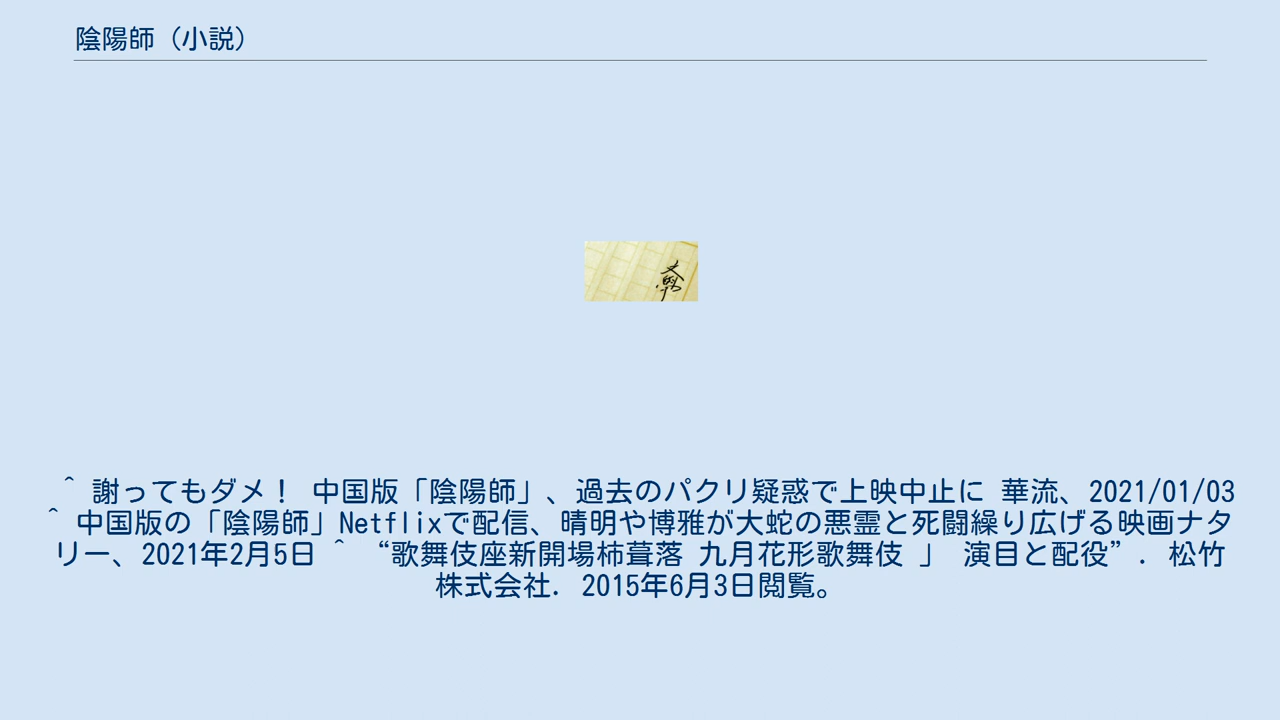 陰陽師（小説）
^ 謝ってもダメ！ 中国版「陰陽師」、過去のパクリ疑惑で上映中止に 華流、2021/01/03
^ 中国版の「陰陽師」Netflixで配信、晴明や博雅が大蛇の悪霊と死闘繰り広げる映画ナタ
リー、2021年2月5日 ^ “歌舞伎座新開場柿葺落 九月花形歌舞伎 」 演目と配役”. 松竹
株式会社. 2015年6月3日閲覧。